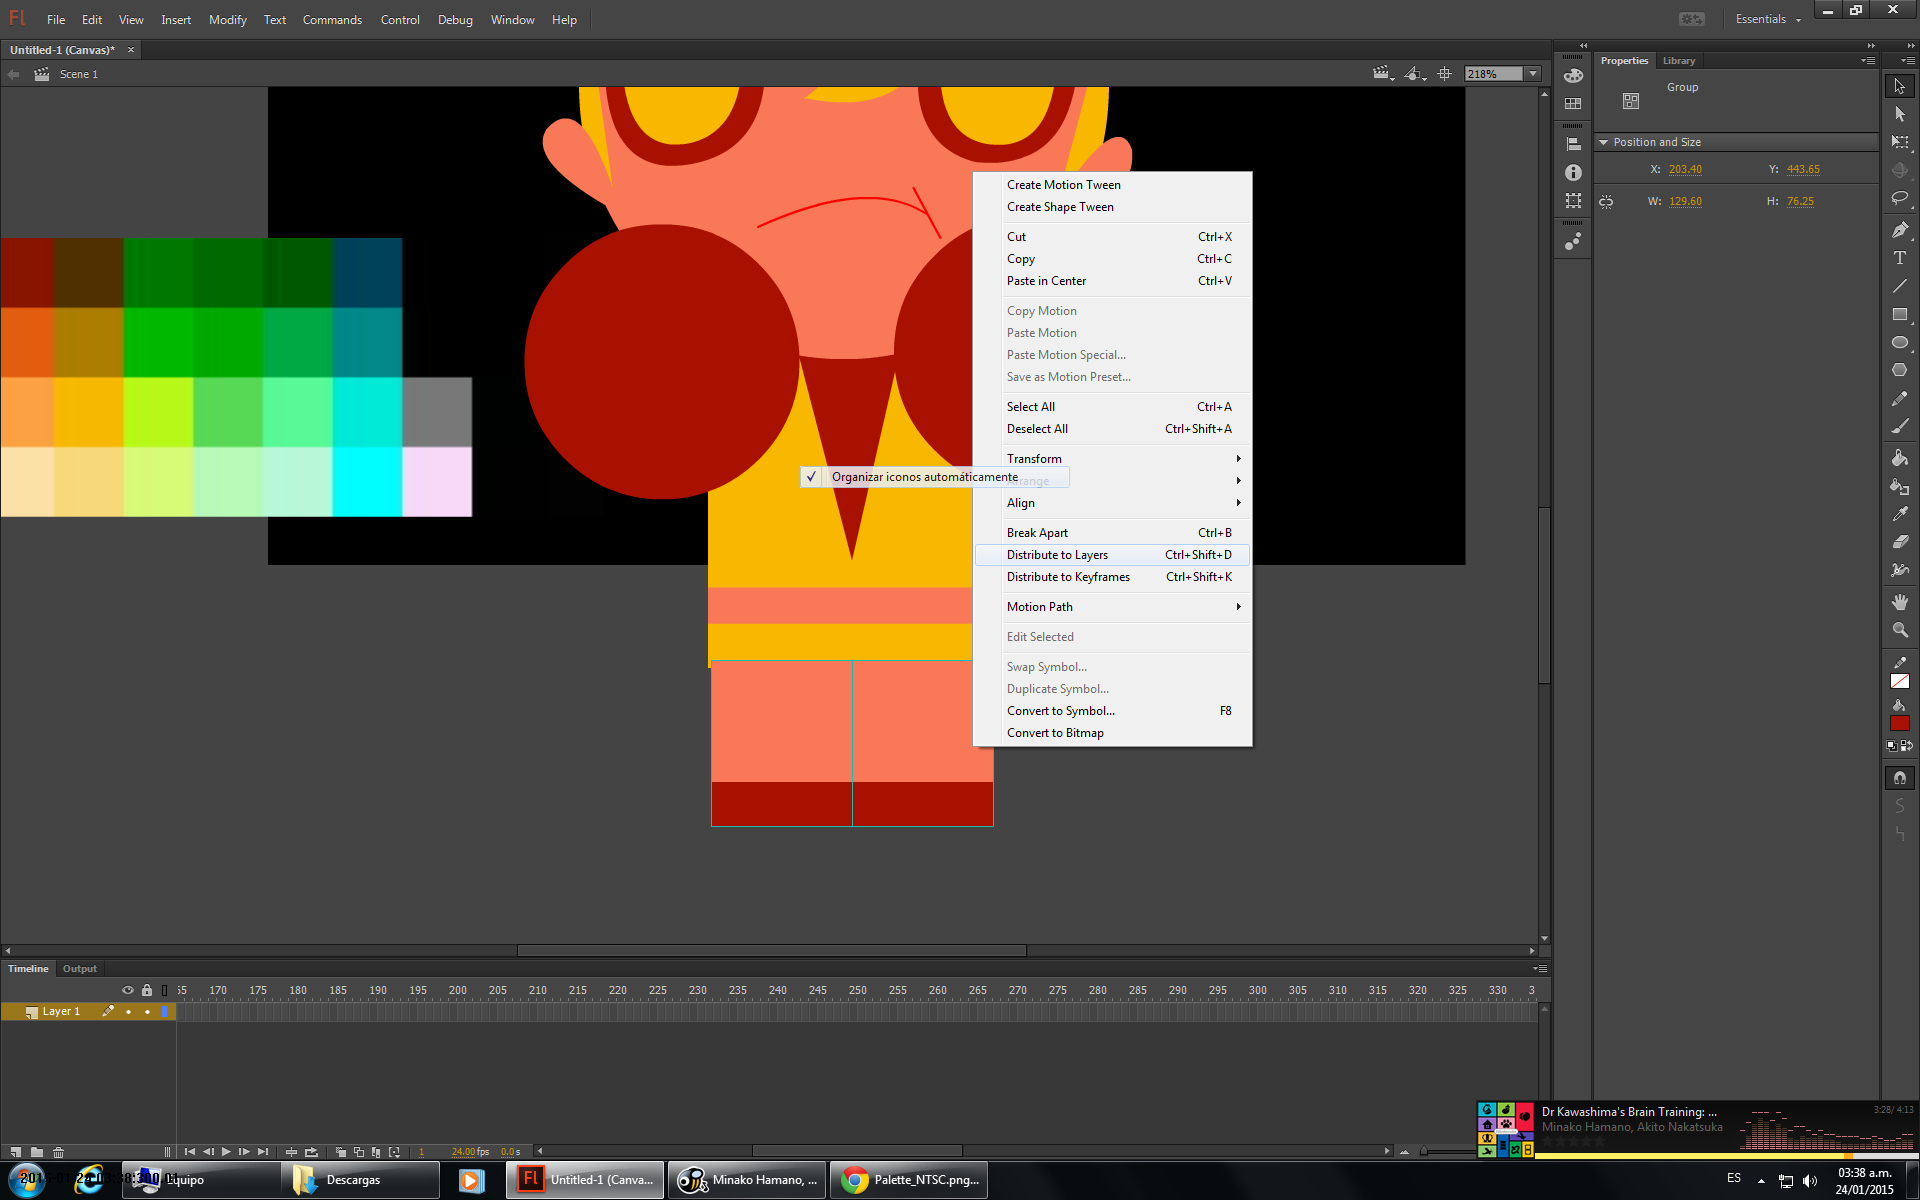 Fl File Edit View Insert Modify Text Commands Control Debug Window Help Essentials
Untitled-1 (Canvas)*
Scene 1
218%
Properties Library
Group
Position and Size
X: 203.40 Y: 443.65
W: 129.60 H: 76.25
Create Motion Tween
Create Shape Tween
Cut Ctrl+X
Copy Ctrl+C
Paste in Center Ctrl+V
Copy Motion
Paste Motion
Paste Motion Special...
Save as Motion Preset...
Select All Ctrl+A
Deselect All Ctrl+Shift+A
Transform
Organizar iconos automáticamente
Arrange
Align
Break Apart Ctrl+B
Distribute to Layers Ctrl+Shift+D
Distribute to Keyframes Ctrl+Shift+K
Motion Path
Edit Selected
Swap Symbol...
Duplicate Symbol...
Convert to Symbol... F8
Convert to Bitmap
Timeline Output
170 175 180 185 190 195 200 205 210 215 220 225 230 235 240 245 250 255 260 265 270 275 280 285 290 295 300 305 310 315 320 325 330 3
Layer 1
1 24.00 fps 0.0 s
Dr Kawashima's Brain Training: ... 3:28/ 4:13
Minako Hamano, Akito Nakatsuka
Equipo
Descargas
Fl Untitled-1 (Canva...
Minako Hamano, ...
Palette_NTSC.png...
ES
03:38 a.m.
24/01/2015